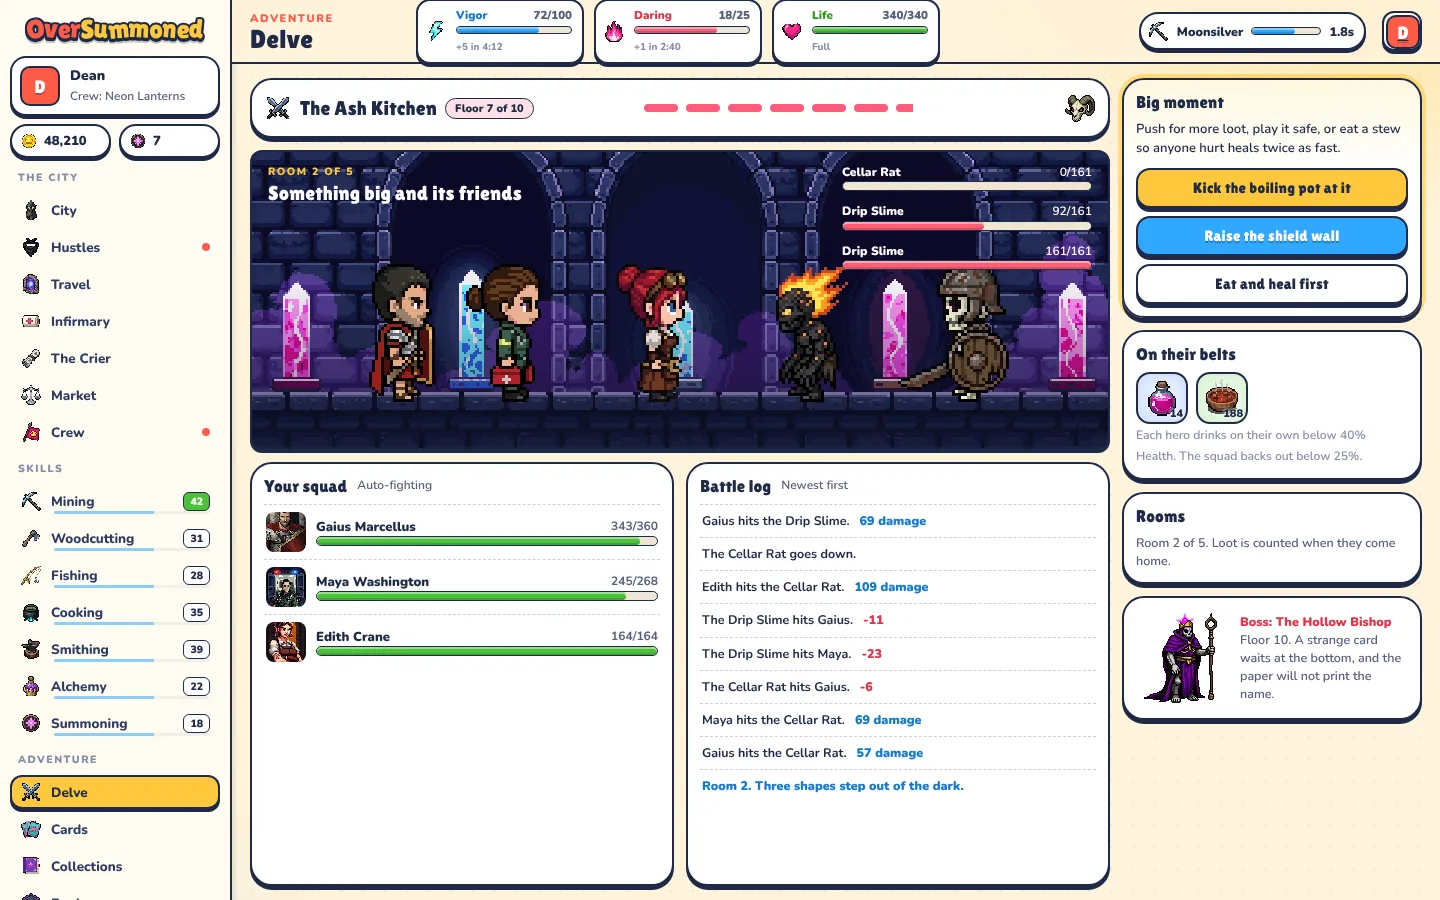 OverSummoned
D
Dean
Crew: Neon Lanterns
48,210
7
THE CITY
City
Hustles
Travel
Infirmary
The Crier
Market
Crew
SKILLS
Mining 42
Woodcutting 31
Fishing 28
Cooking 35
Smithing 39
Alchemy 22
Summoning 18
ADVENTURE
Delve
Cards
Collections
ADVENTURE
Delve
Vigor 72/100
+5 in 4:12
Daring 18/25
+1 in 2:40
Life 340/340
Full
Moonsilver 1.8s
D
The Ash Kitchen Floor 7 of 10
ROOM 2 OF 5
Something big and its friends
Cellar Rat 0/161
Drip Slime 92/161
Drip Slime 161/161
Your squad Auto-fighting
Gaius Marcellus 343/360
Maya Washington 245/268
Edith Crane 164/164
Battle log Newest first
Gaius hits the Drip Slime. 69 damage
The Cellar Rat goes down.
Edith hits the Cellar Rat. 109 damage
The Drip Slime hits Gaius. -11
The Drip Slime hits Maya. -23
The Cellar Rat hits Gaius. -6
Maya hits the Cellar Rat. 69 damage
Gaius hits the Cellar Rat. 57 damage
Room 2. Three shapes step out of the dark.
Big moment
Push for more loot, play it safe, or eat a stew
so anyone hurt heals twice as fast.
Kick the boiling pot at it
Raise the shield wall
Eat and heal first
On their belts
14
188
Each hero drinks on their own below 40%
Health. The squad backs out below 25%.
Rooms
Room 2 of 5. Loot is counted when they come
home.
Boss: The Hollow Bishop
Floor 10. A strange card
waits at the bottom, and the
paper will not print the
name.